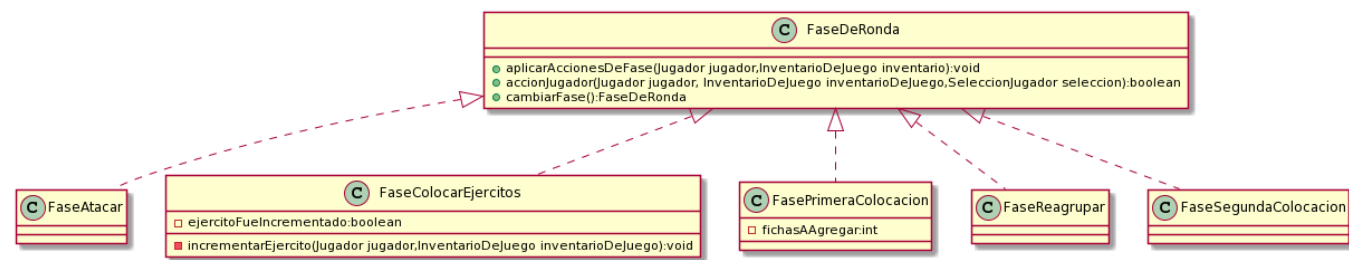 C FaseDeRonda
aplicarAccionesDeFase(Jugador jugador,InventarioDeJuego inventario):void
accionJugador(Jugador jugador, InventarioDeJuego inventarioDeJuego,SeleccionJugador seleccion):boolean
cambiarFase():FaseDeRonda
C FaseAtacar
C FaseColocarEjercitos
ejercitoFueIncrementado:boolean
incrementarEjercito(Jugador jugador,InventarioDeJuego inventarioDeJuego):void
C FasePrimeraColocacion
fichasAAgregar:int
C FaseReagrupar
C FaseSegundaColocacion